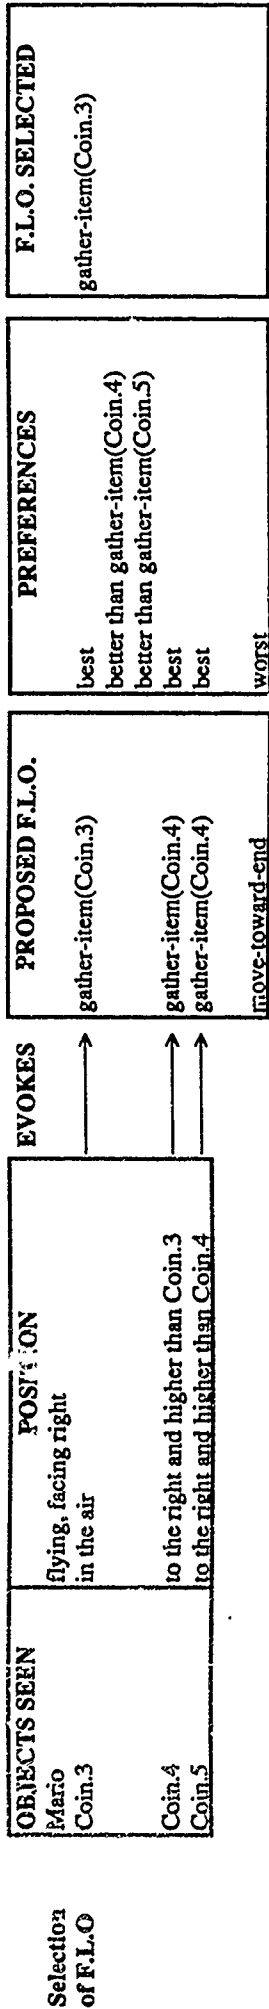 Selection
of F.L.O
OBJECTS SEEN
Mario
Coin.3
Coin.4
Coin.5
POSITION
flying, facing right
in the air
to the right and higher than Coin.3
to the right and higher than Coin.4
EVOKES
PROPOSED F.L.O.
gather-item(Coin.3)
gather-item(Coin.4)
gather-item(Coin.4)
move-toward-end
PREFERENCES
best
better than gather-item(Coin.4)
better than gather-item(Coin.5)
best
best
worst
F.L.O. SELECTED
gather-item(Coin.3)